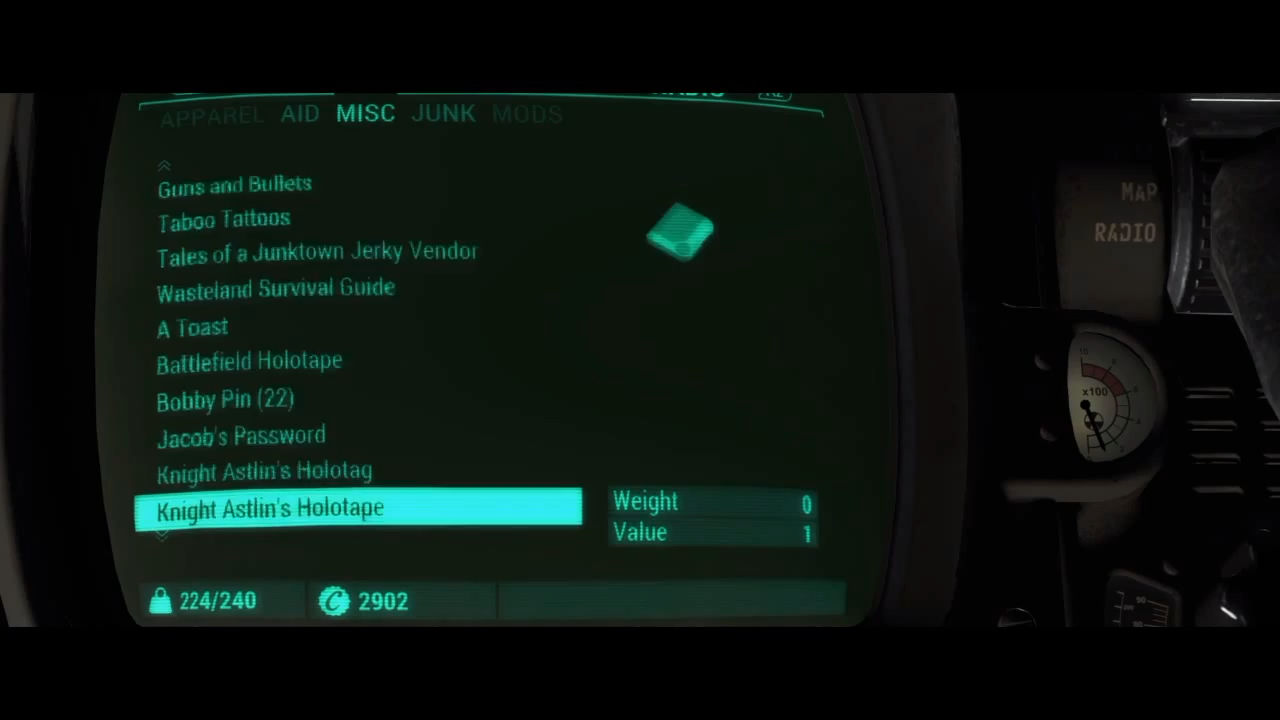 APPAREL AID MISC JUNK MODS
Guns and Bullets
Taboo Tattoos
Tales of a Junktown Jerky Vendor
Wasteland Survival Guide
A Toast
Battlefield Holotape
Bobby Pin (22)
Jacob's Password
Knight Astlin's Holotag
Knight Astlin's Holotape
Weight 0
Value 1
224/240
2902
MAP
RADIO
x100